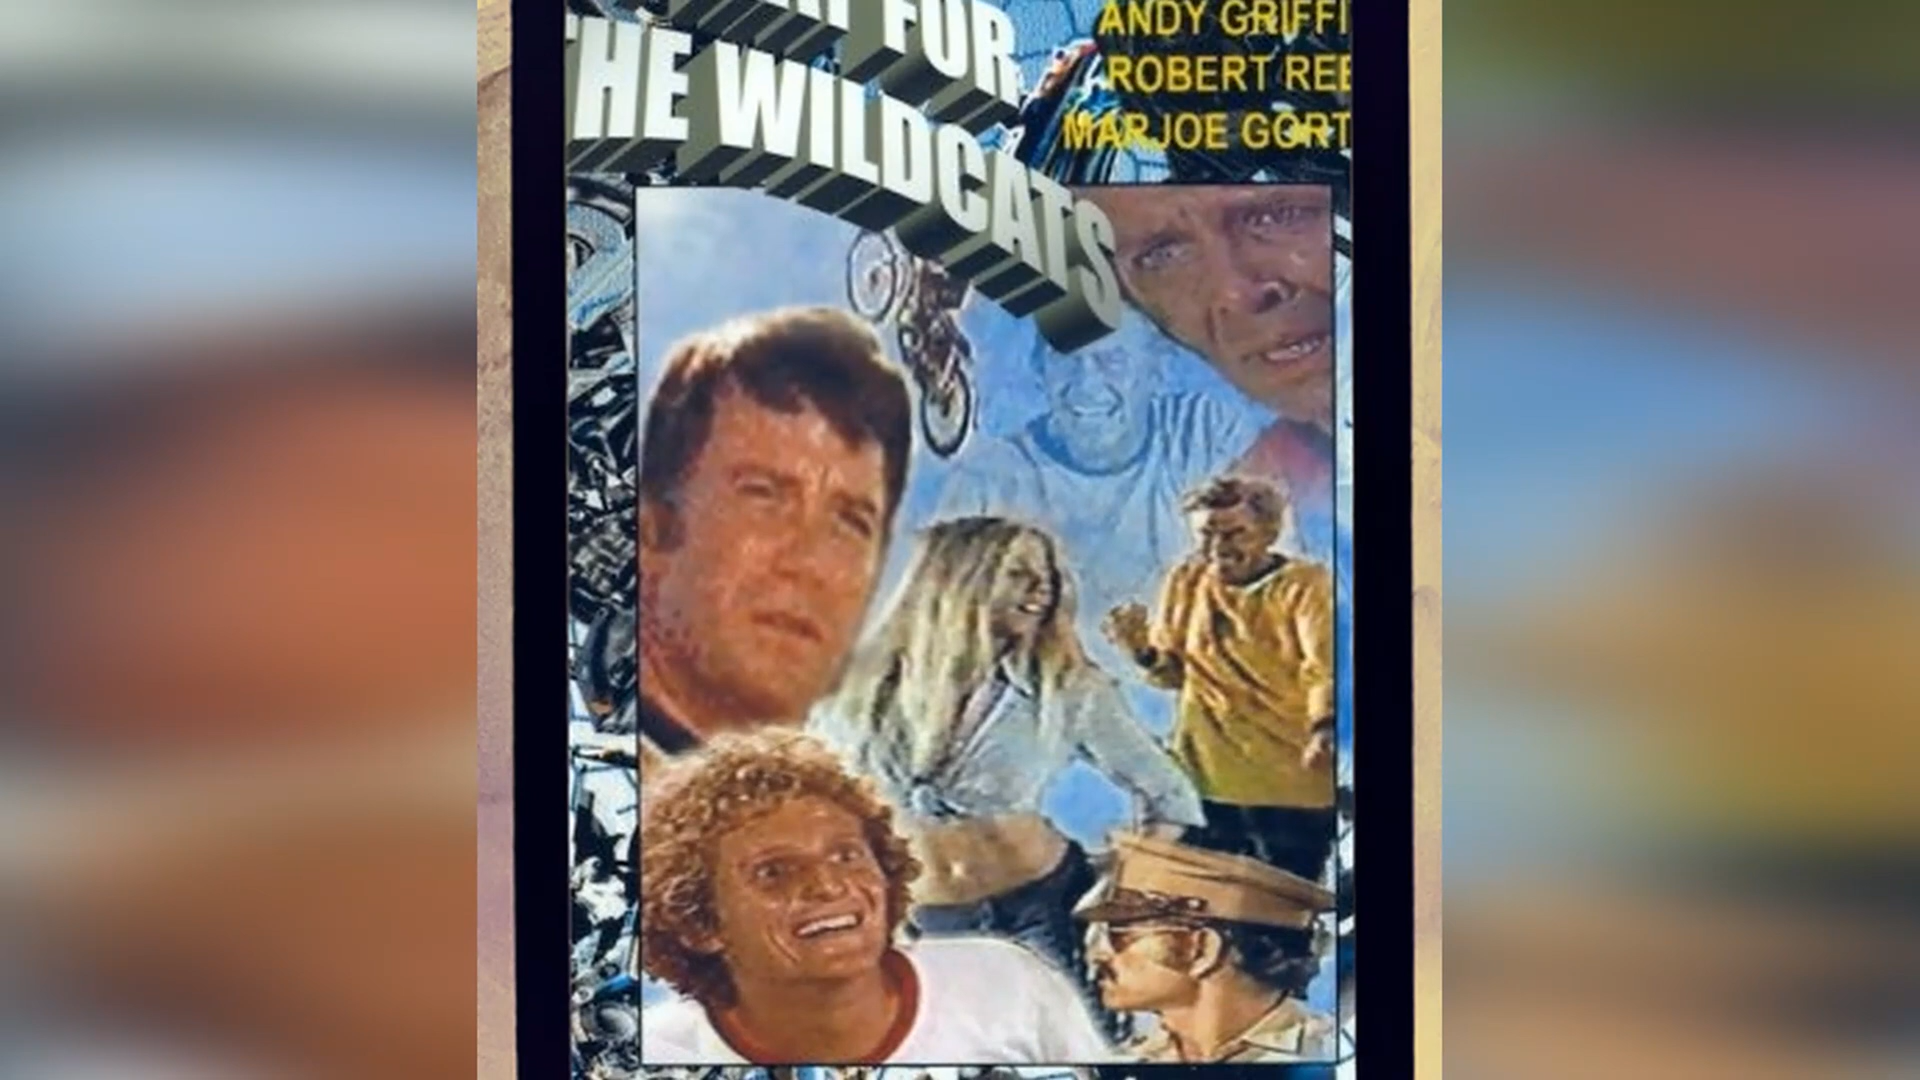 FOR
THE WILDCATS
ANDY GRIFFI
ROBERT REE
MARJOE GORT